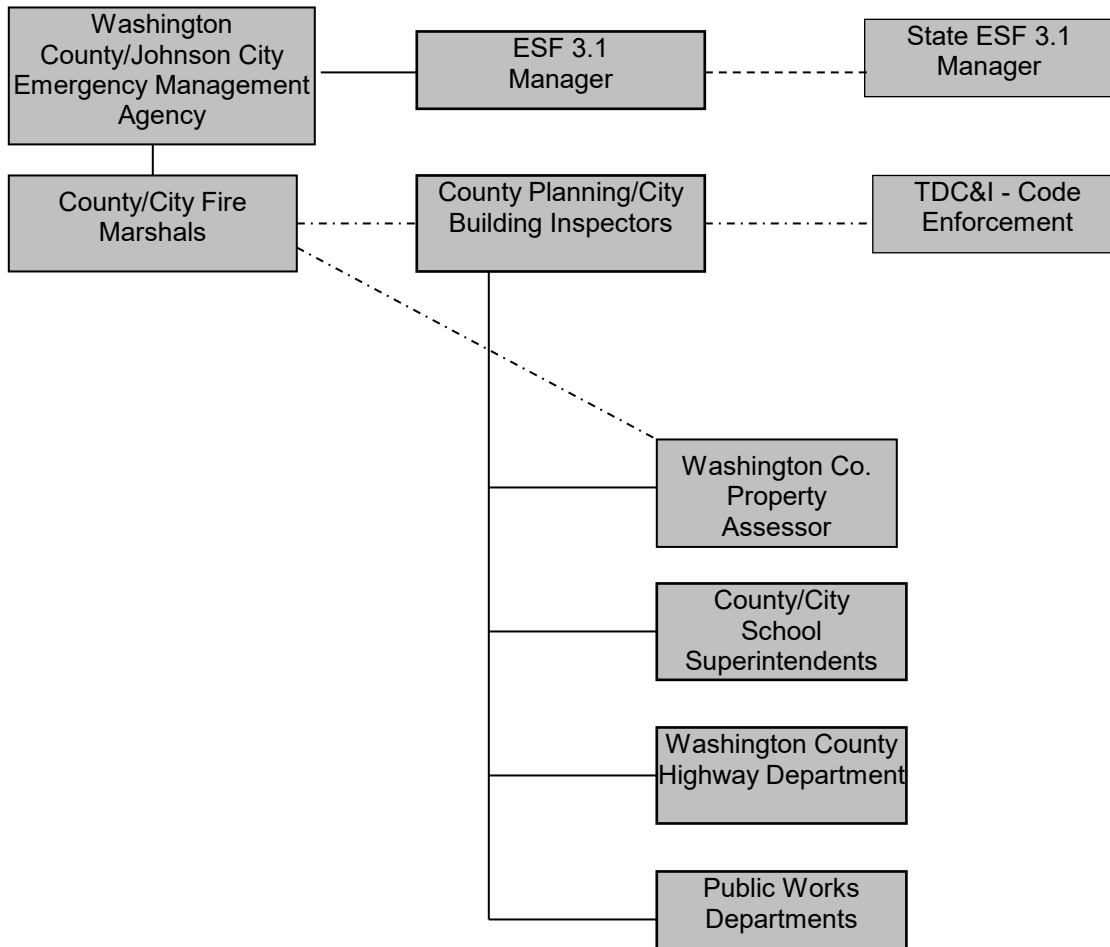 Washington
County/Johnson City
Emergency Management
Agency
ESF 3.1
Manager
State ESF 3.1
Manager
County/City Fire
Marshals
County Planning/City
Building Inspectors
TDC&I - Code
Enforcement
Washington Co.
Property
Assessor
County/City
School
Superintendents
Washington County
Highway Department
Public Works
Departments